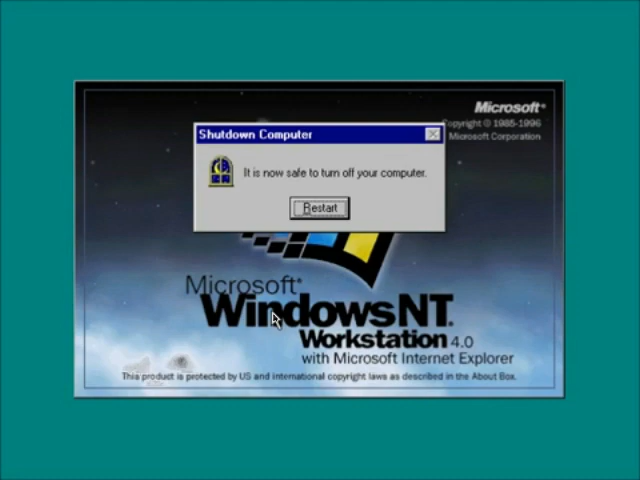 Microsoft®
Copyright © 1985-1996
Microsoft Corporation
Shutdown Computer
It is now safe to turn off your computer.
Restart
Microsoft®
Windows NT.
Workstation 4.0
with Microsoft Internet Explorer
This product is protected by US and international copyright laws as described in the About Box.